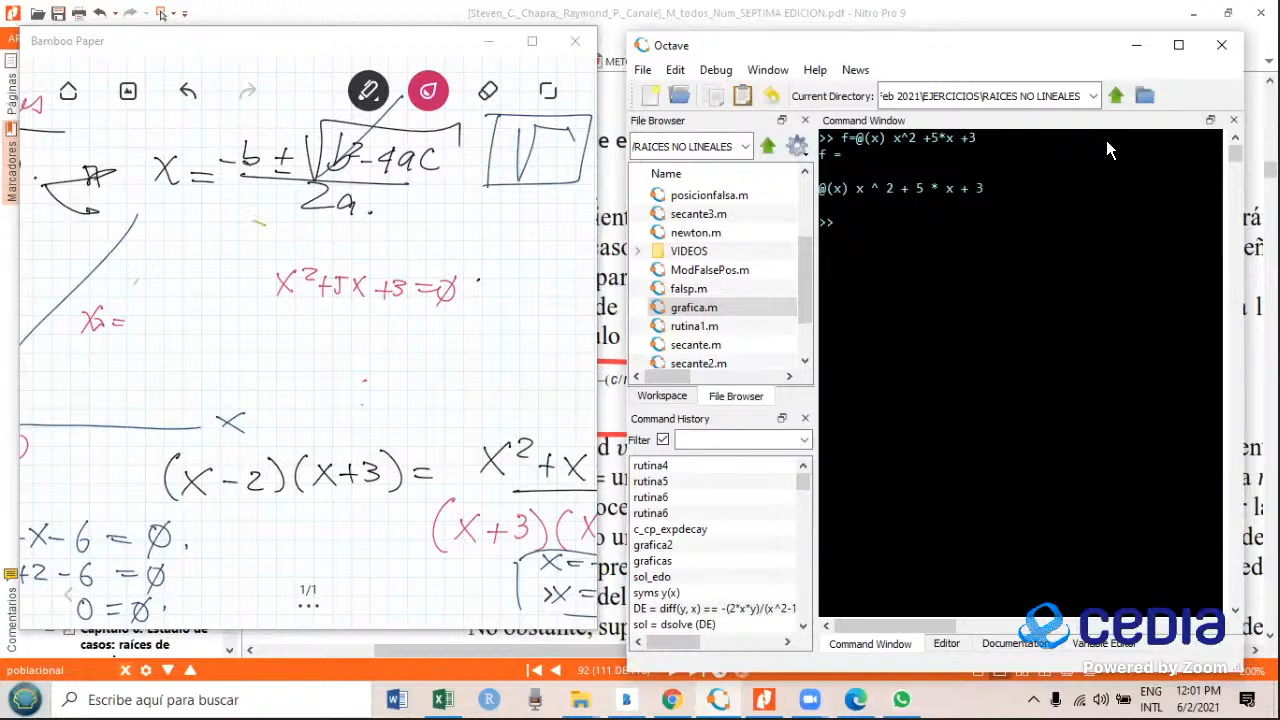 [Steven_C._Chapra;_Raymond_P._Canale]_M_todos_Num_SEPTIMA EDICION.pdf - Nitro Pro 9
Bamboo Paper
Páginas
Marcadores
Comentarios
X = -b ± √b²-4ac
2a.
√
X²+5X+3=0
X
(X-2)(X+3) =
X²+X
(X+3)(X
-X-6 = 0
+2-6 = 0
0 = 0
X=
X=
1/1
Octave
File Edit Debug Window Help News
Current Directory: Feb 2021\EJERCICIOS\RAICES NO LINEALES
File Browser
/RAICES NO LINEALES
Name
posicionfalsa.m
secante3.m
newton.m
VIDEOS
ModFalsePos.m
falsp.m
grafica.m
rutina1.m
secante.m
secante2.m
Workspace File Browser
Command History
Filter
rutina4
rutina5
rutina6
rutina6
c_cp_expdecay
grafica2
graficas
sol_edo
syms y(x)
DE = diff(y, x) == -(2*x*y)/(x^2-1
sol = dsolve (DE)
Command Window
>> f=@(x) x^2 +5*x +3
f =
@(x) x ^ 2 + 5 * x + 3
>>
Command Window Editor Documentation Variable Editor
Capítulo 6. Estudio de
casos: raíces de
No obstante, sup
poblacional
92 (111 DE
200%
cedia
Powered by Zoom
Escribe aquí para buscar
ENG
INTL
12:01 PM
6/2/2021